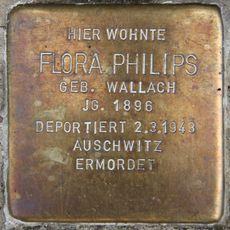 HIER WOHNTE
FLORA PHILIPS
GEB. WALLACH
JG. 1896
DEPORTIERT 2.3.1943
AUSCHWITZ
ERMORDET